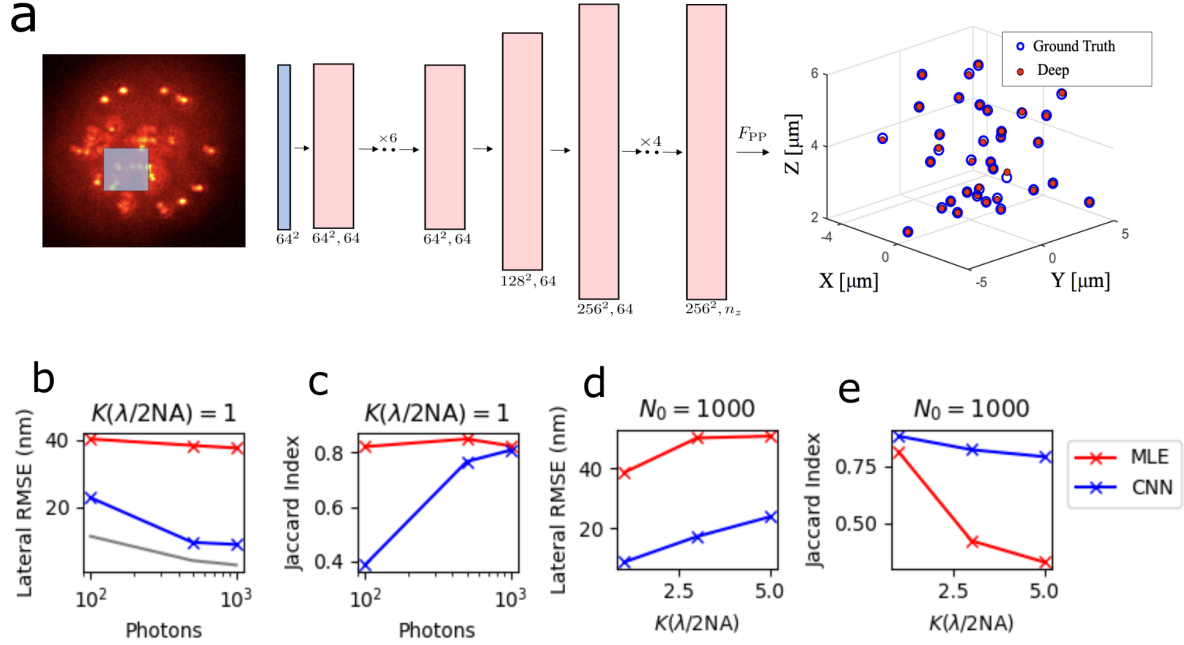 a
Ground Truth
Deep
×6
×4
F_PP
64²
64², 64
64², 64
128², 64
256², 64
256², n_z
Z [μm]
6
4
2
-4
0
X [μm]
5
0
-5
Y [μm]
b
K(λ/2NA) = 1
Lateral RMSE (nm)
40
20
10²
10³
Photons
c
K(λ/2NA) = 1
Jaccard Index
0.8
0.6
0.4
10²
10³
Photons
d
N₀ = 1000
Lateral RMSE (nm)
40
20
2.5
5.0
K(λ/2NA)
e
N₀ = 1000
Jaccard Index
0.75
0.50
2.5
5.0
K(λ/2NA)
MLE
CNN